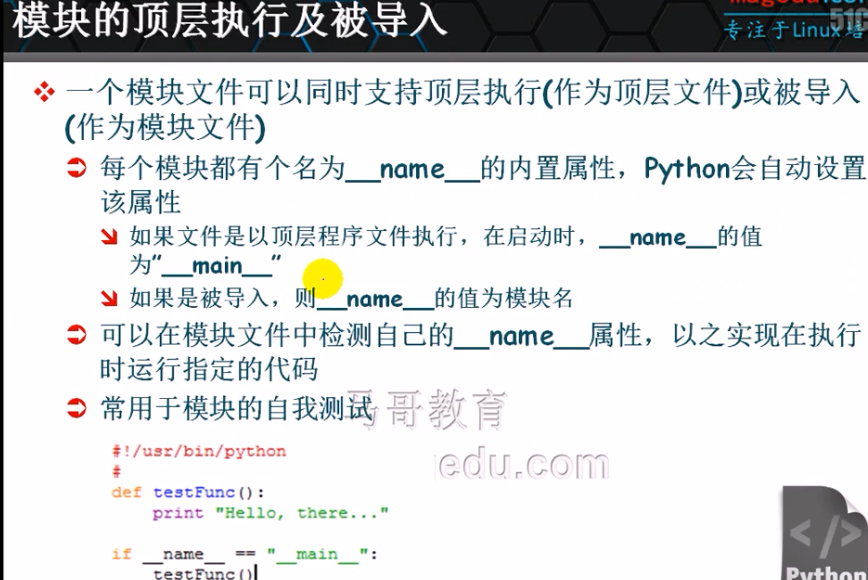 模块的顶层执行及被导入
专注于Linux培
一个模块文件可以同时支持顶层执行(作为顶层文件)或被导入
(作为模块文件)
每个模块都有个名为__name__的内置属性，Python会自动设置
该属性
如果文件是以顶层程序文件执行，在启动时，__name__的值
为”__main__”
如果是被导入，则__name__的值为模块名
可以在模块文件中检测自己的__name__属性，以之实现在执行
时运行指定的代码
常用于模块的自我测试
马哥教育
edu.com
#!/usr/bin/python
#
def testFunc():
    print "Hello, there..."
if __name__ == "__main__":
    testFunc()
</>
Python